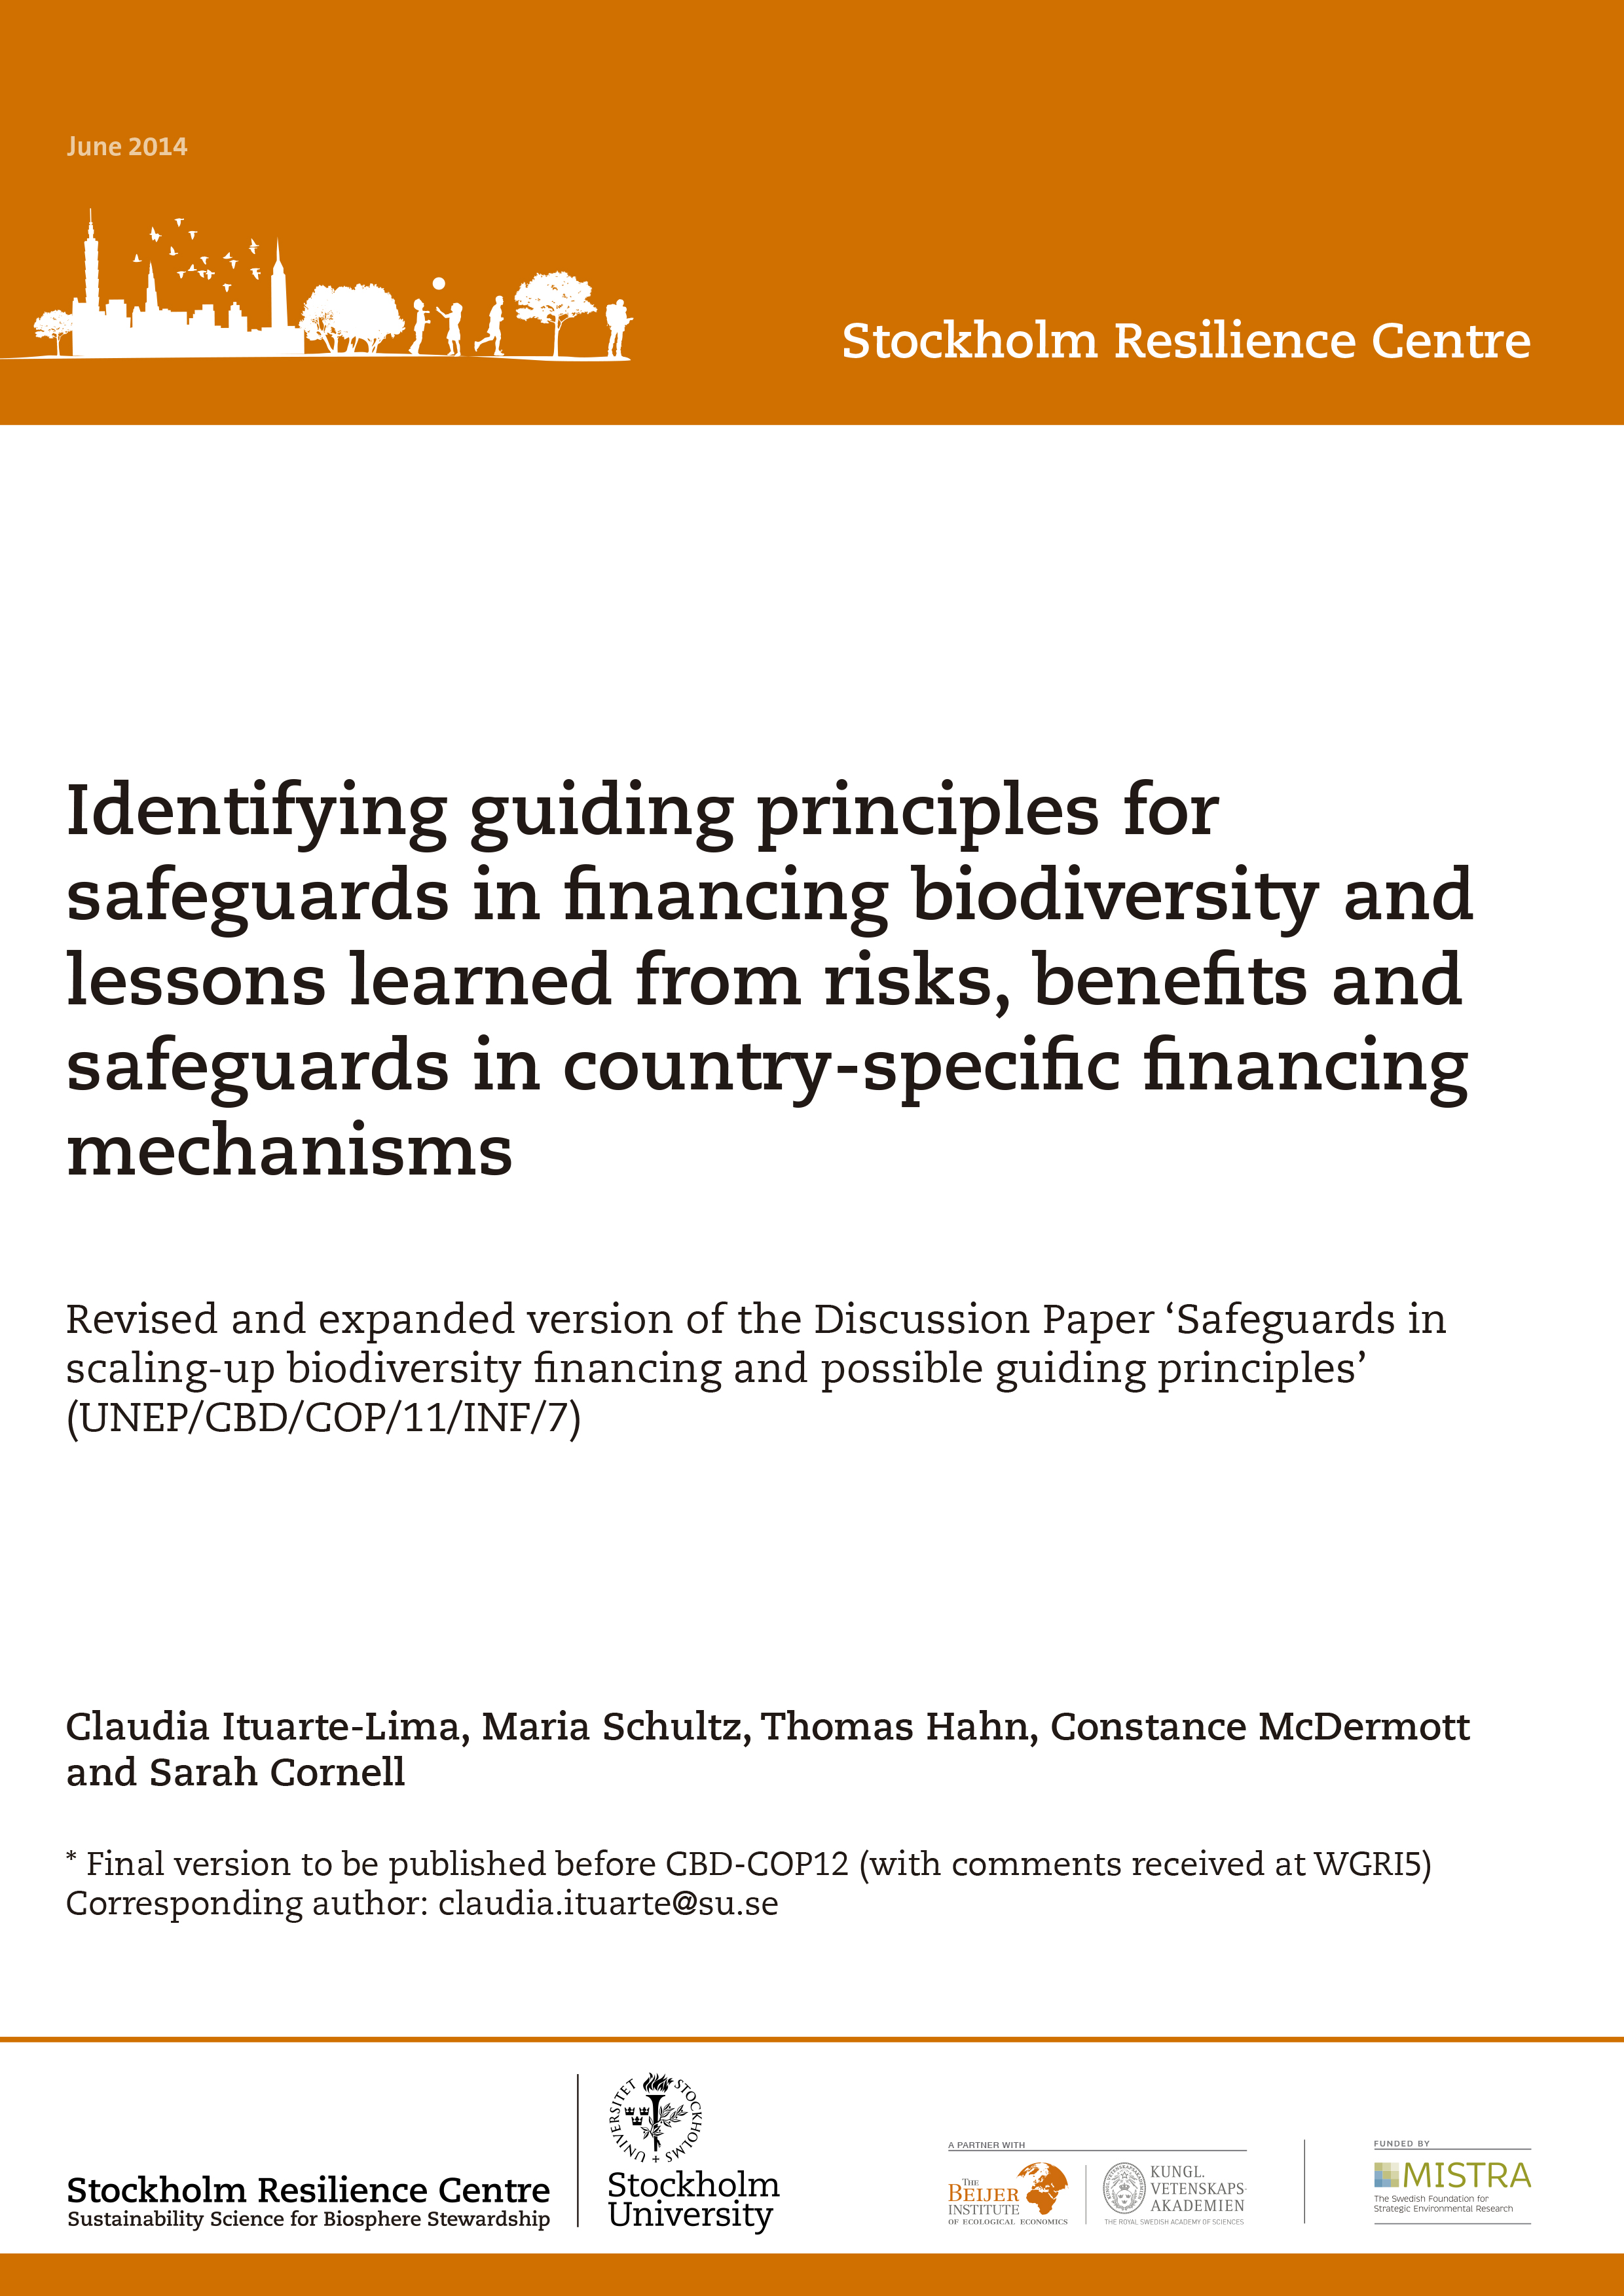 June 2014
Stockholm Resilience Centre
Identifying guiding principles for
safeguards in financing biodiversity and
lessons learned from risks, benefits and
safeguards in country-specific financing
mechanisms
Revised and expanded version of the Discussion Paper ‘Safeguards in
scaling-up biodiversity financing and possible guiding principles’
(UNEP/CBD/COP/11/INF/7)
Claudia Ituarte-Lima, Maria Schultz, Thomas Hahn, Constance McDermott
and Sarah Cornell
* Final version to be published before CBD-COP12 (with comments received at WGRI5)
Corresponding author: claudia.ituarte@su.se
Stockholm Resilience Centre
Sustainability Science for Biosphere Stewardship
STOCKHOLMS + UNIVERSITET
Stockholm
University
A PARTNER WITH
THE
BEIJER
INSTITUTE
OF ECOLOGICAL ECONOMICS
KUNGL.
VETENSKAPS-
AKADEMIEN
THE ROYAL SWEDISH ACADEMY OF SCIENCES
FUNDED BY
MISTRA
The Swedish Foundation for
Strategic Environmental Research